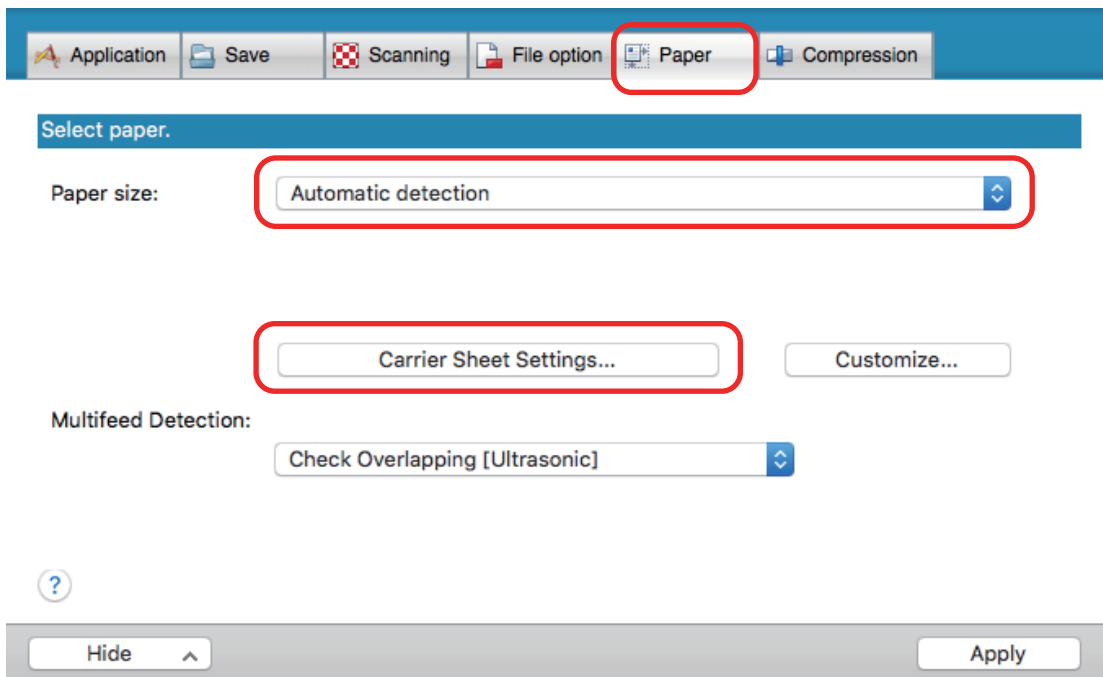 Application Save Scanning File option Paper Compression
Select paper.
Paper size: Automatic detection
Carrier Sheet Settings... Customize...
Multifeed Detection:
Check Overlapping [Ultrasonic]
?
Hide Apply